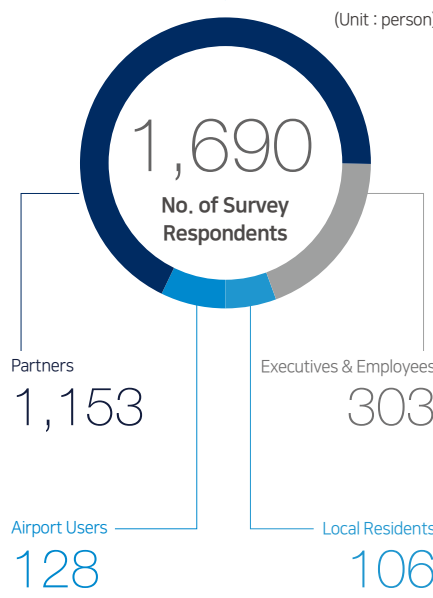 (Unit : person)
1,690
No. of Survey
Respondents
Partners
1,153
Executives & Employees
303
Airport Users
128
Local Residents
106